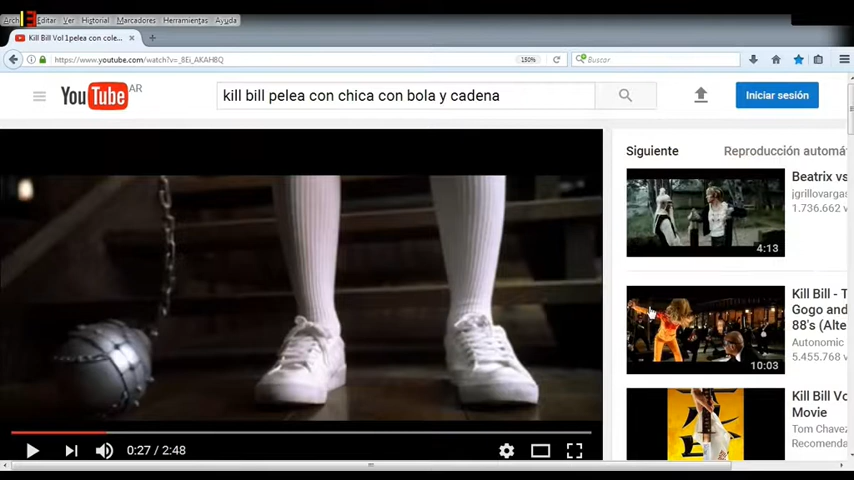 Arch
Editar Ver Historial Marcadores Herramientas Ayuda
Kill Bill Vol 1pelea con cole...
https://www.youtube.com/watch?v=_8Ei_AKAH8Q
150%
Buscar
YouTube AR
kill bill pelea con chica con bola y cadena
Iniciar sesión
Siguiente
Reproducción automá
Beatrix vs
jgrillovargas
1.736.662 v
4:13
Kill Bill - T
Gogo and
88's (Alte
Autonomic
5.455.768 v
10:03
Kill Bill Vo
Movie
Tom Chavez
Recomenda
0:27 / 2:48